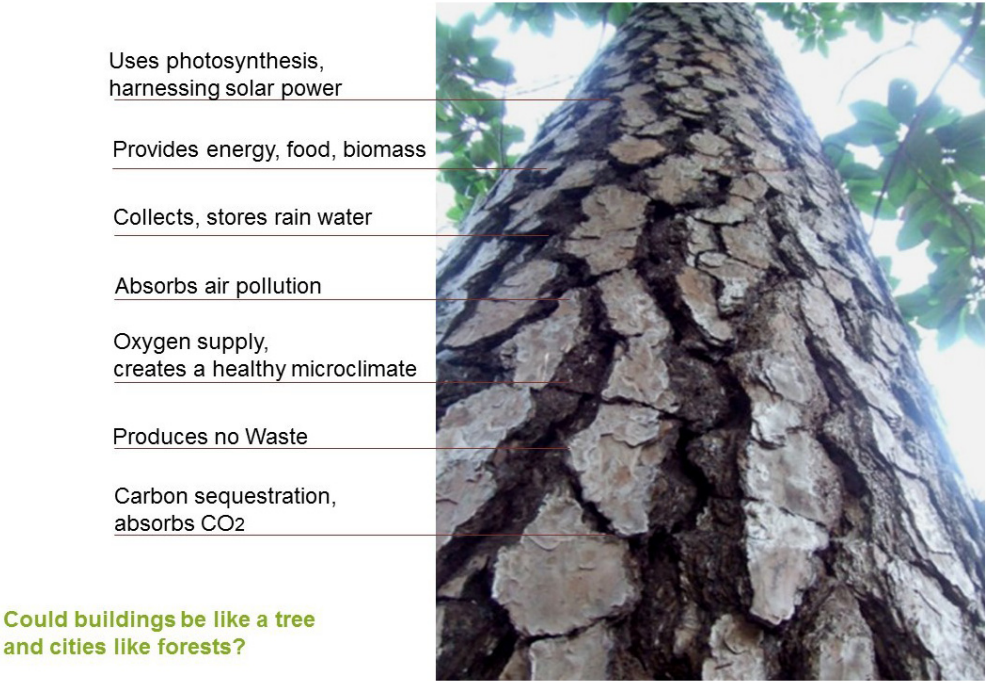 Uses photosynthesis,
harnessing solar power
Provides energy, food, biomass
Collects, stores rain water
Absorbs air pollution
Oxygen supply,
creates a healthy microclimate
Produces no Waste
Carbon sequestration,
absorbs CO2
Could buildings be like a tree
and cities like forests?